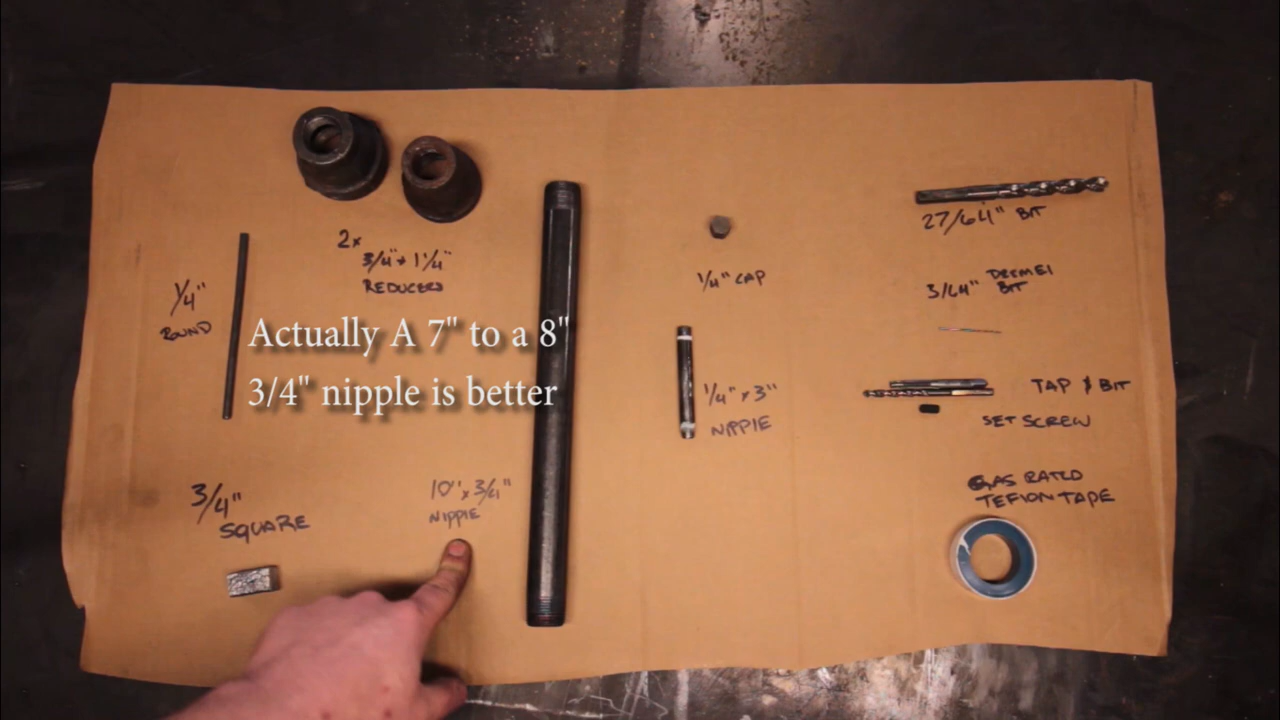 2x
3/4" + 1 1/4"
REDUCERS
1/4"
ROUND
Actually A 7" to a 8"
3/4" nipple is better
3/4"
SQUARE
10" x 3/4"
NIPPLE
1/4" CAP
1/4" x 3"
NIPPLE
27/64" BIT
3/64" DREMEL
BIT
TAP & BIT
SET SCREW
GAS RATED
TEFLON TAPE